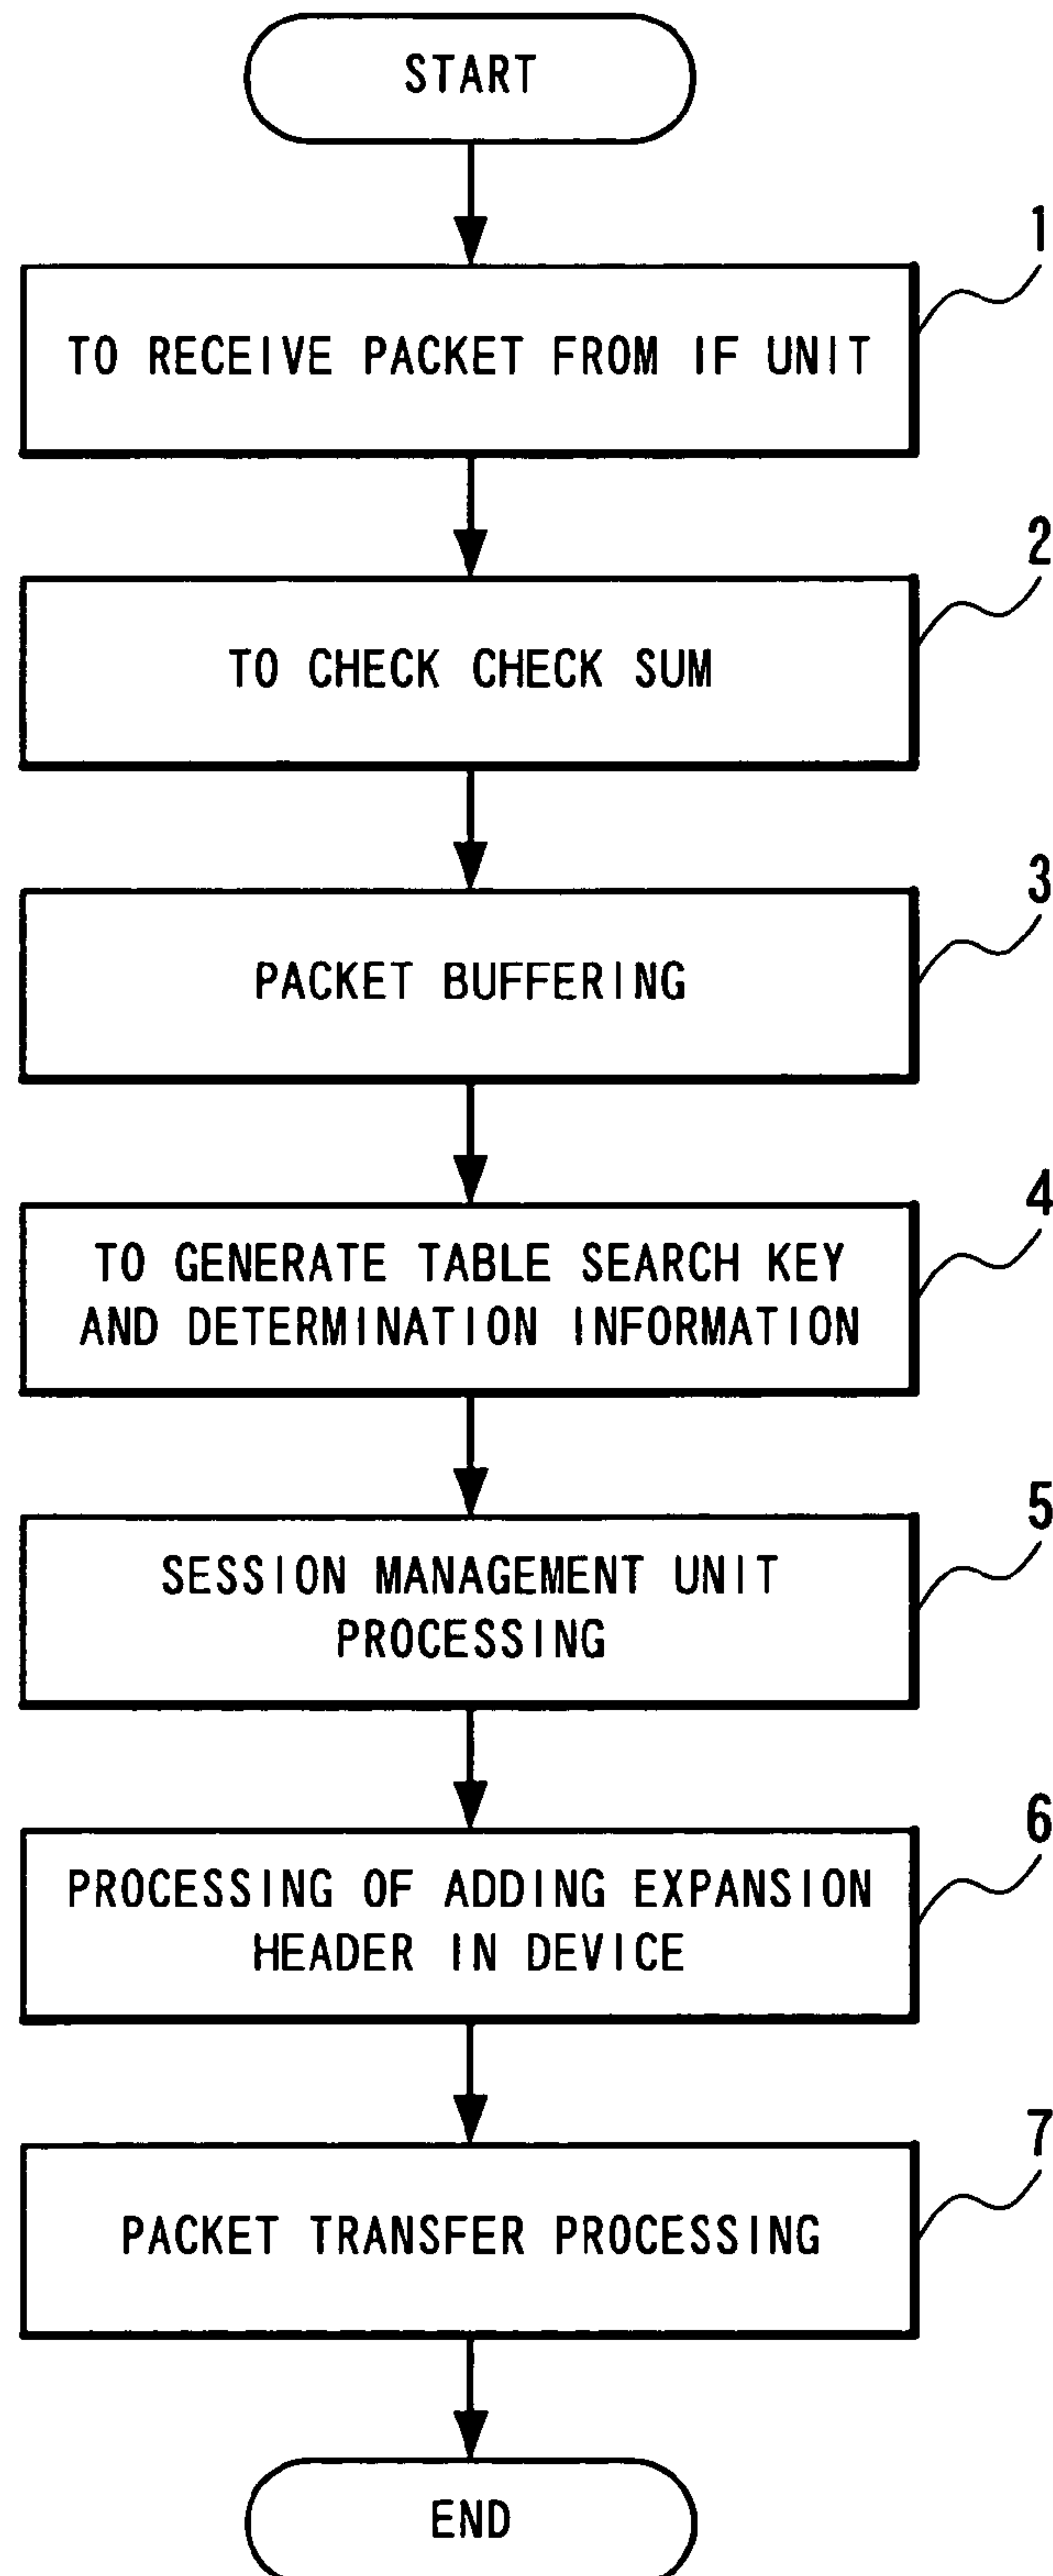 START
1
TO RECEIVE PACKET FROM IF UNIT
2
TO CHECK CHECK SUM
3
PACKET BUFFERING
4
TO GENERATE TABLE SEARCH KEY
AND DETERMINATION INFORMATION
5
SESSION MANAGEMENT UNIT
PROCESSING
6
PROCESSING OF ADDING EXPANSION
HEADER IN DEVICE
7
PACKET TRANSFER PROCESSING
END